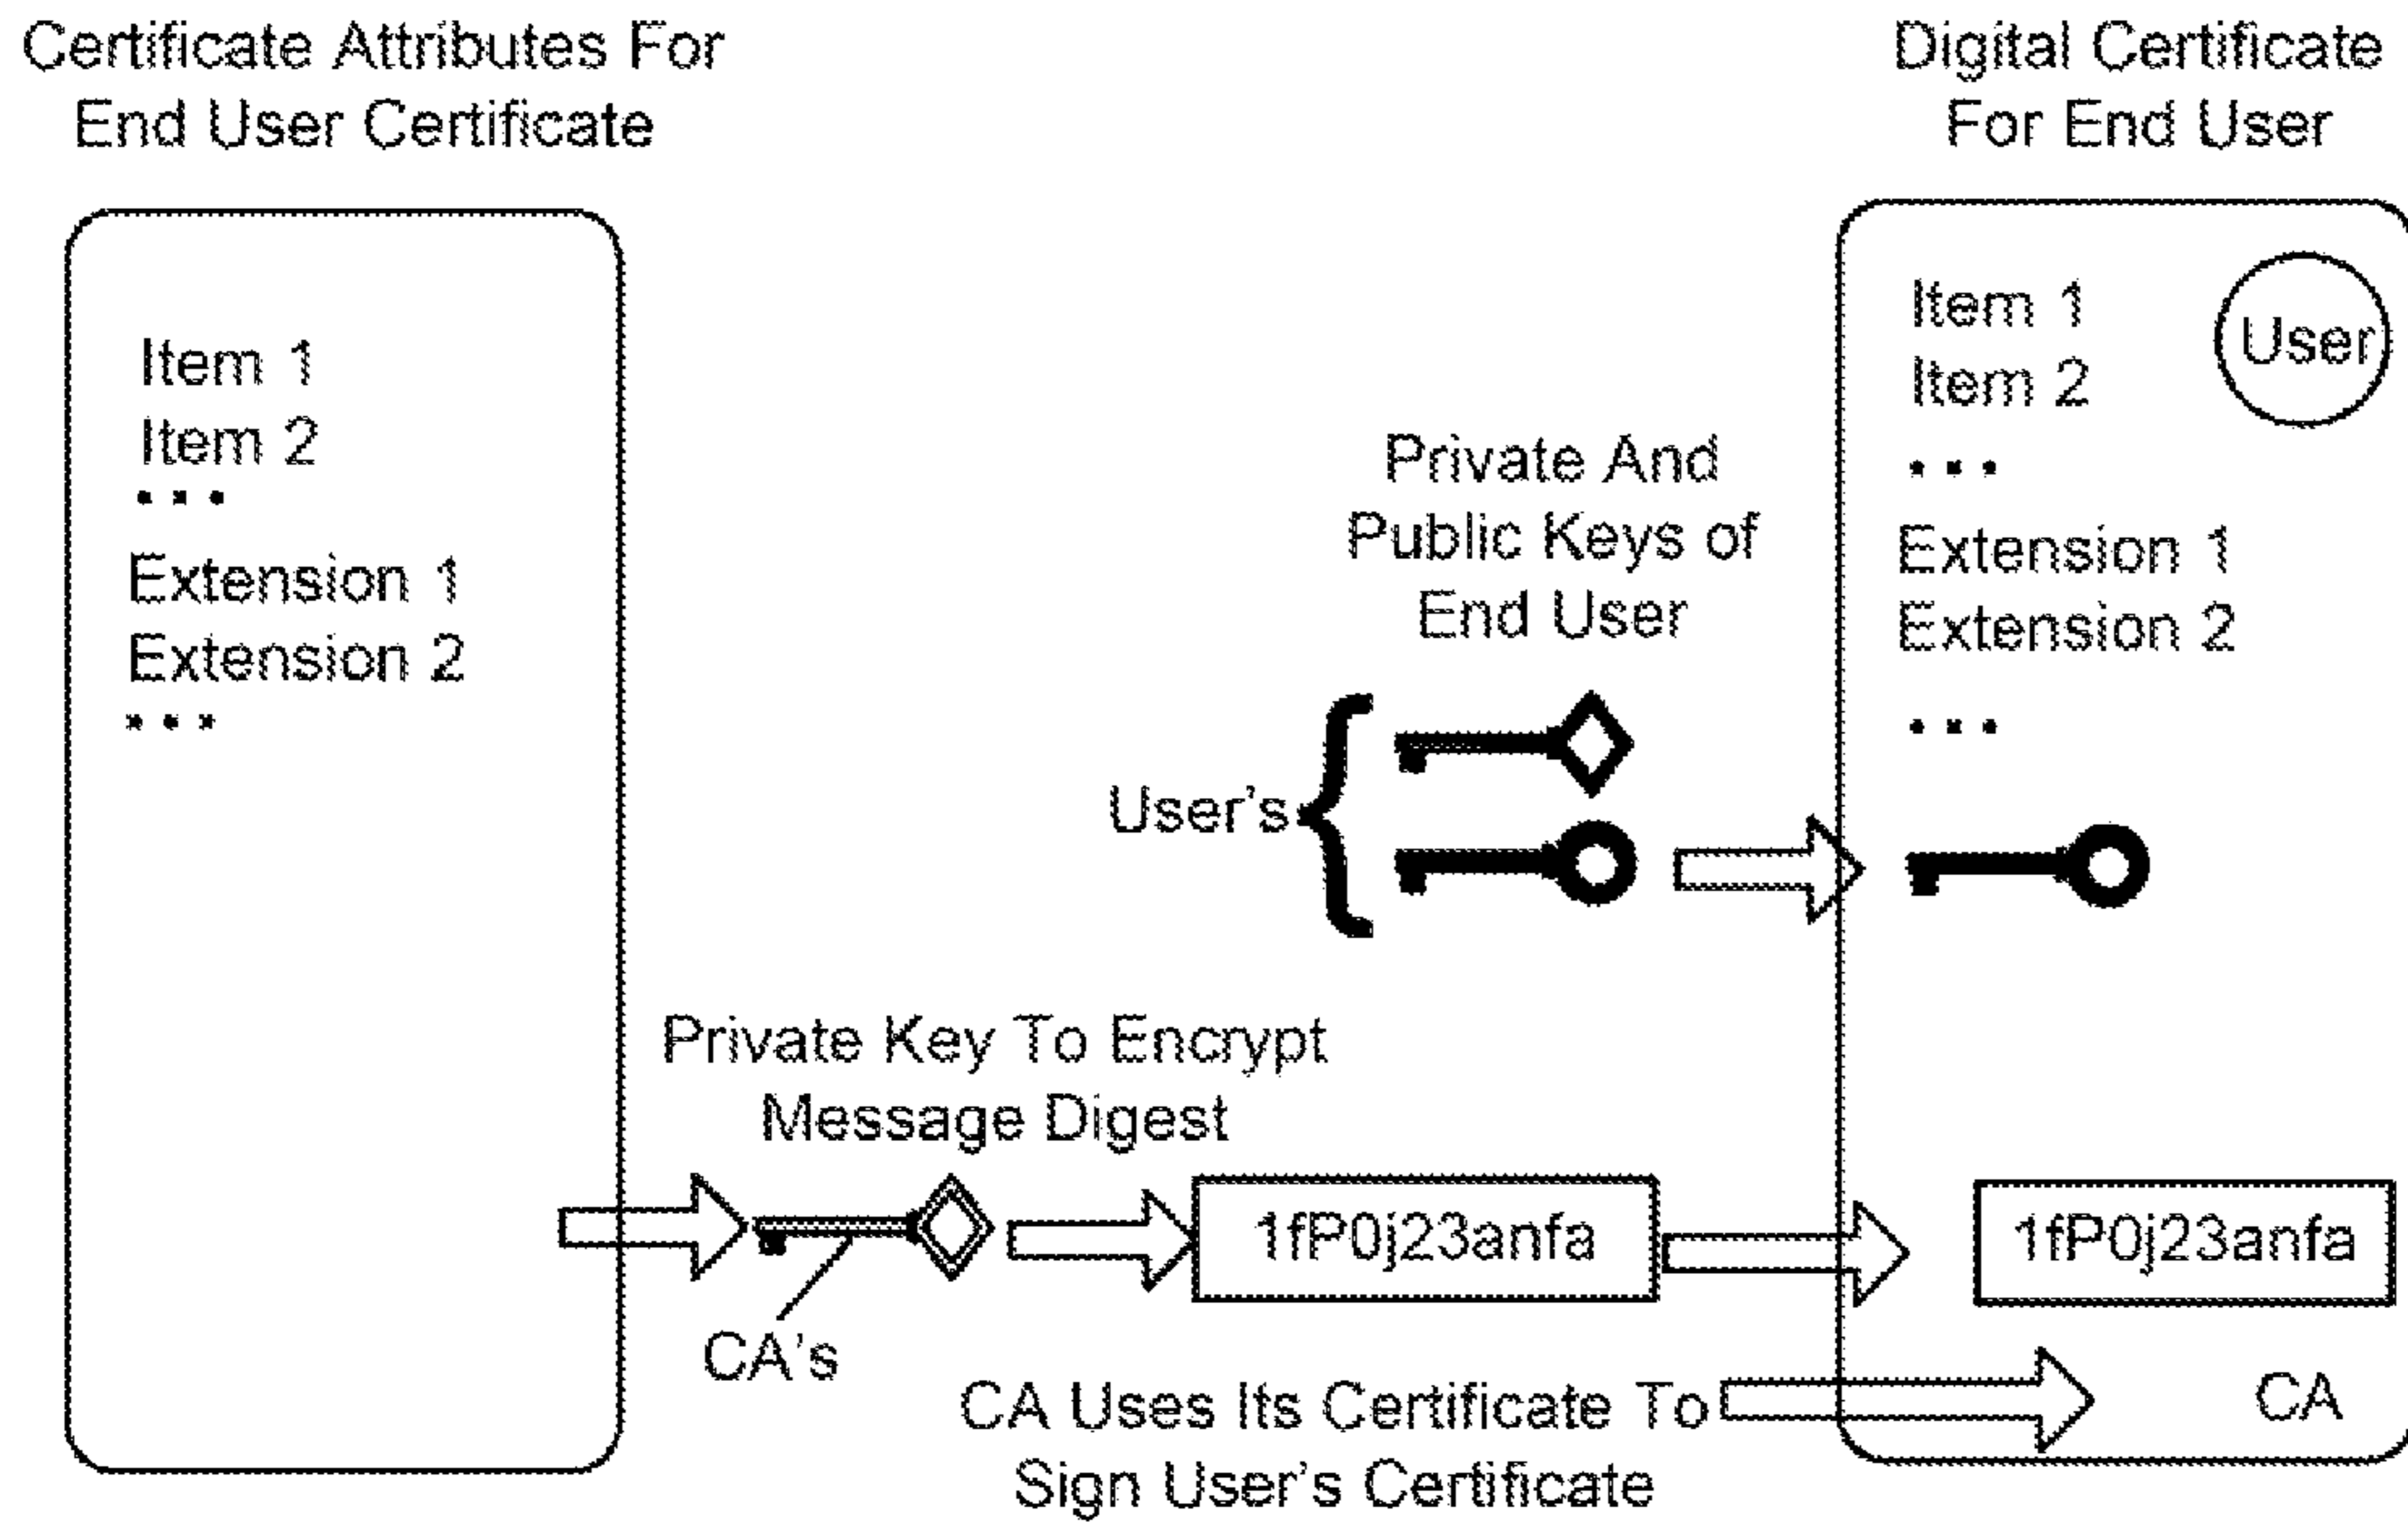 Certificate Attributes For
End User Certificate
Item 1
Item 2
...
Extension 1
Extension 2
...
Private And
Public Keys of
End User
User's
Private Key To Encrypt
Message Digest
CA's
1fP0j23anfa
CA Uses Its Certificate To
Sign User's Certificate
Digital Certificate
For End User
Item 1
Item 2
User
...
Extension 1
Extension 2
...
1fP0j23anfa
CA